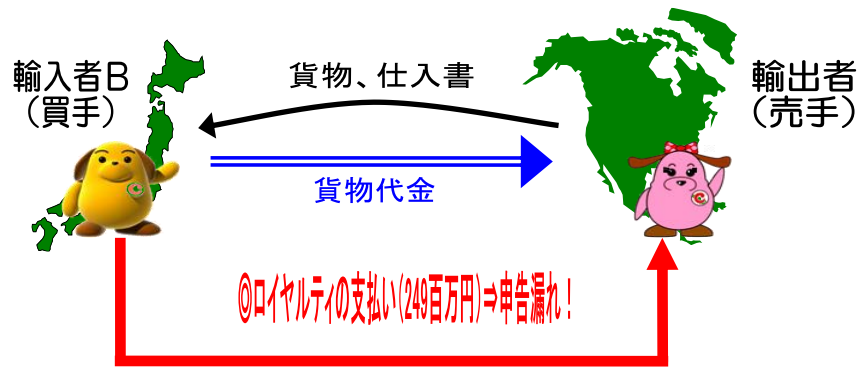 輸入者B
（買手）
貨物、仕入書
輸出者
（売手）
貨物代金
◎ロイヤルティの支払い（249百万円）⇒申告漏れ！